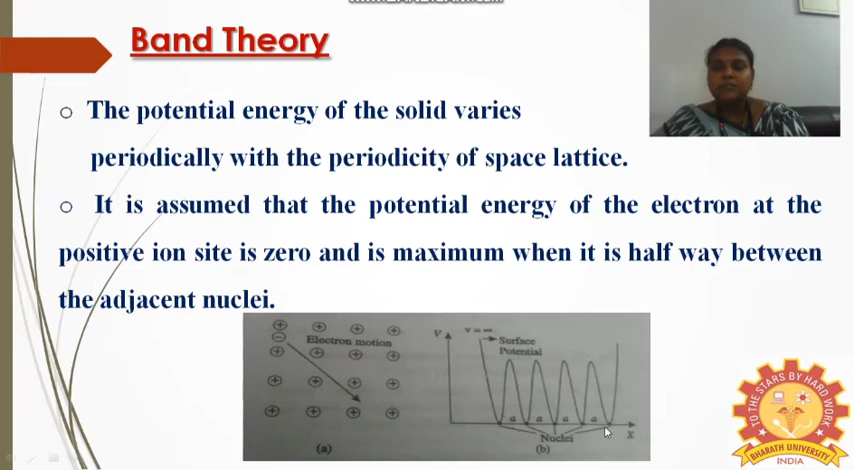 Band Theory
o The potential energy of the solid varies
periodically with the periodicity of space lattice.
o It is assumed that the potential energy of the electron at the
positive ion site is zero and is maximum when it is half way between
the adjacent nuclei.
Electron motion
(a)
V
V = ∞
Surface
Potential
a a a a
Nuclei
X
(b)
TO THE STARS BY HARD WORK
BHARATH UNIVERSITY
INDIA